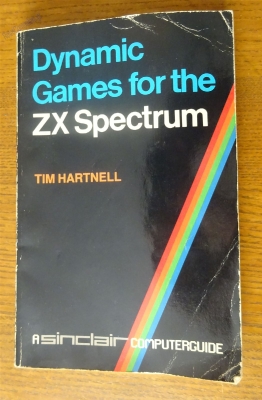 Dynamic
Games for the
ZX Spectrum
TIM HARTNELL
A sinclair COMPUTERGUIDE